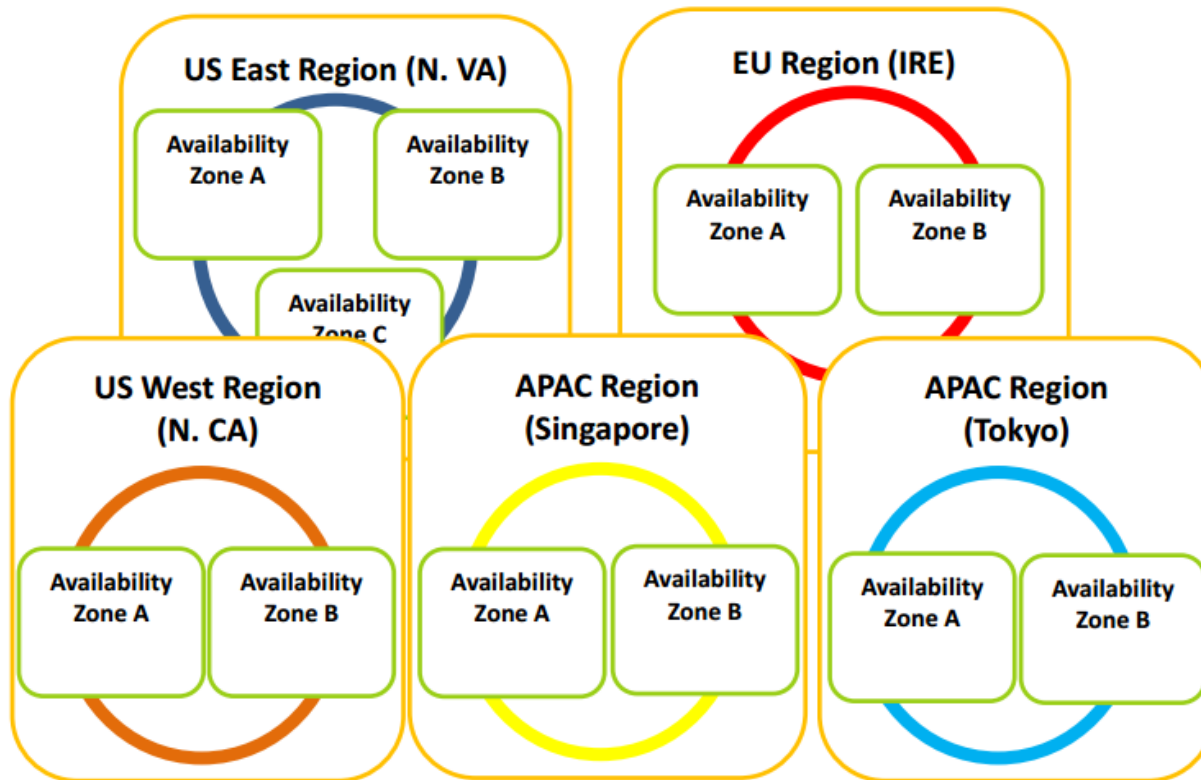 US East Region (N. VA)
Availability
Zone A
Availability
Zone B
Availability
Zone C
EU Region (IRE)
Availability
Zone A
Availability
Zone B
US West Region
(N. CA)
Availability
Zone A
Availability
Zone B
APAC Region
(Singapore)
Availability
Zone A
Availability
Zone B
APAC Region
(Tokyo)
Availability
Zone A
Availability
Zone B